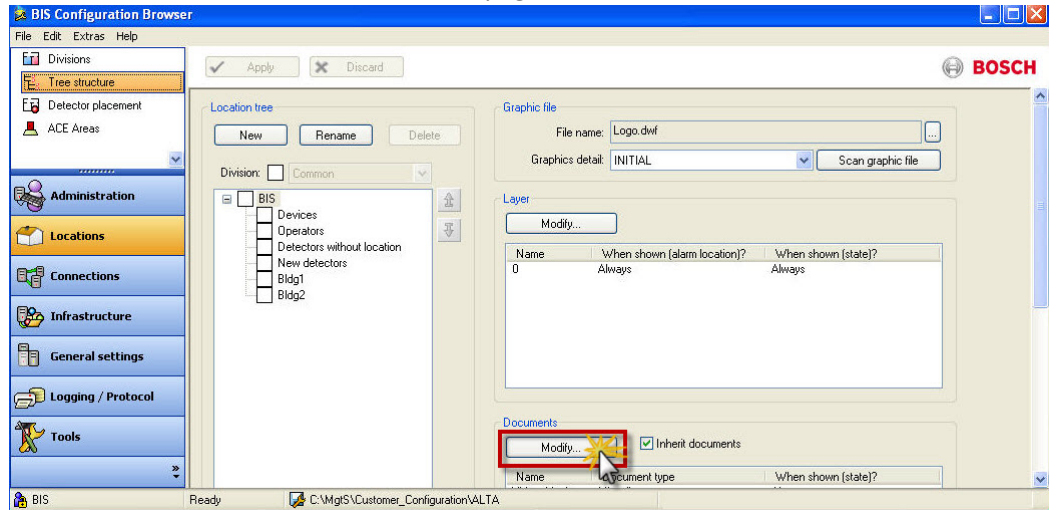 BIS Configuration Browser
File Edit Extras Help
Divisions
Tree structure
Detector placement
ACE Areas
Administration
Locations
Connections
Infrastructure
General settings
Logging / Protocol
Tools
Apply
Discard
BOSCH
Location tree
New
Rename
Delete
Division:
Common
BIS
Devices
Operators
Detectors without location
New detectors
Bldg1
Bldg2
Graphic file
File name: Logo.dwf
...
Graphics detail: INITIAL
Scan graphic file
Layer
Modify...
Name When shown (alarm location)? When shown (state)?
0 Always Always
Documents
Modify...
Inherit documents
Name Document type When shown (state)?
BIS
Ready
C:\MgtS\Customer_Configuration\ALTA